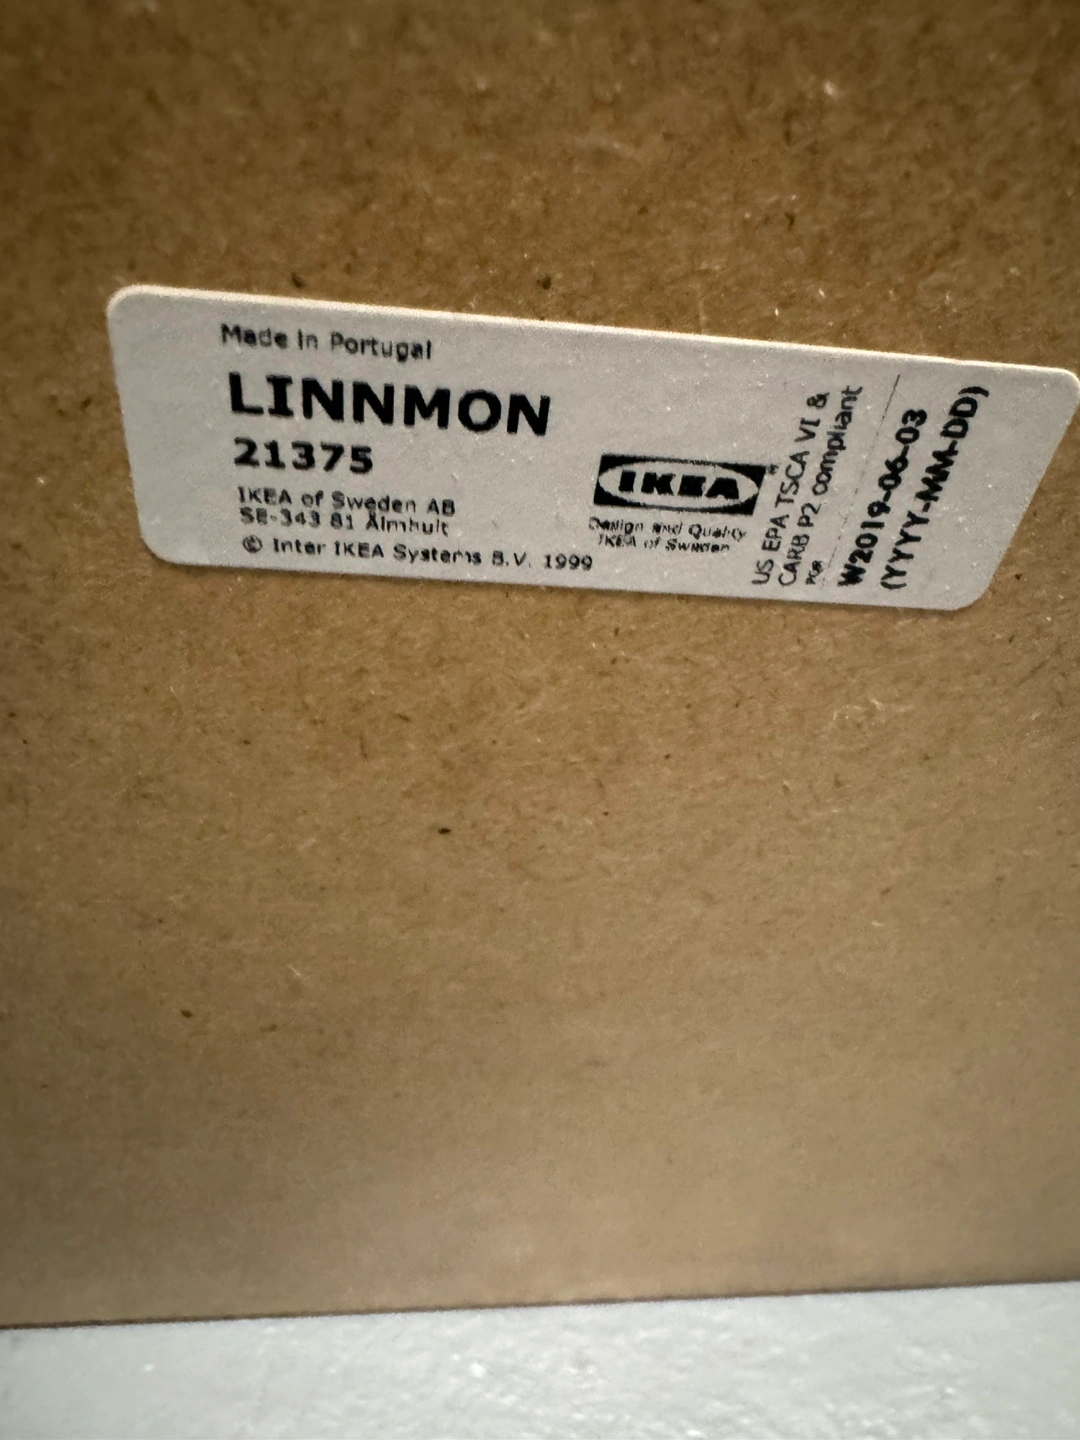 Made in Portugal
LINNMON
21375
IKEA of Sweden AB
SE-343 81 Älmhult
© Inter IKEA Systems B.V. 1999
IKEA®
Design and Quality
IKEA of Sweden
US EPA TSCA VI &
CARB P2 compliant
POR
W2019-06-03
(YYYY-MM-DD)